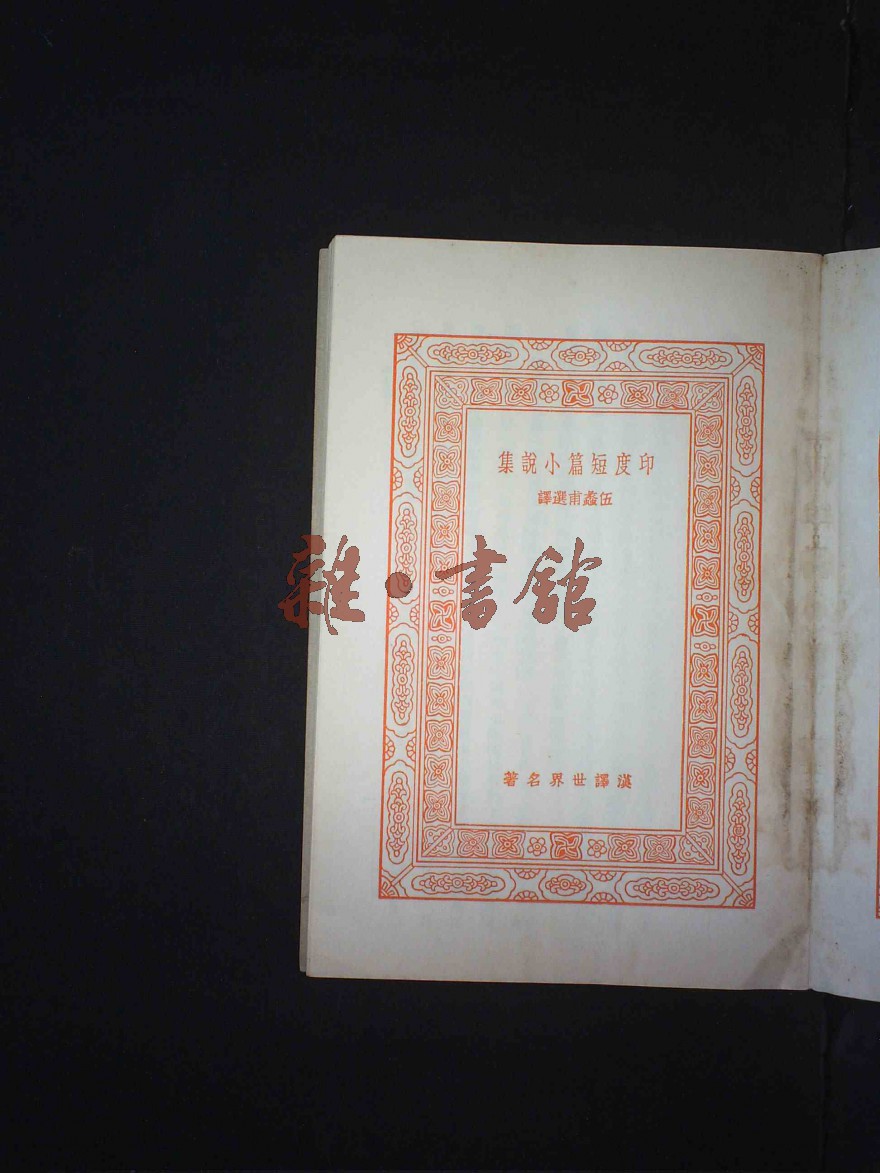 印度短篇小說集
伍蠡甫選譯
雜·書館
漢譯世界名著